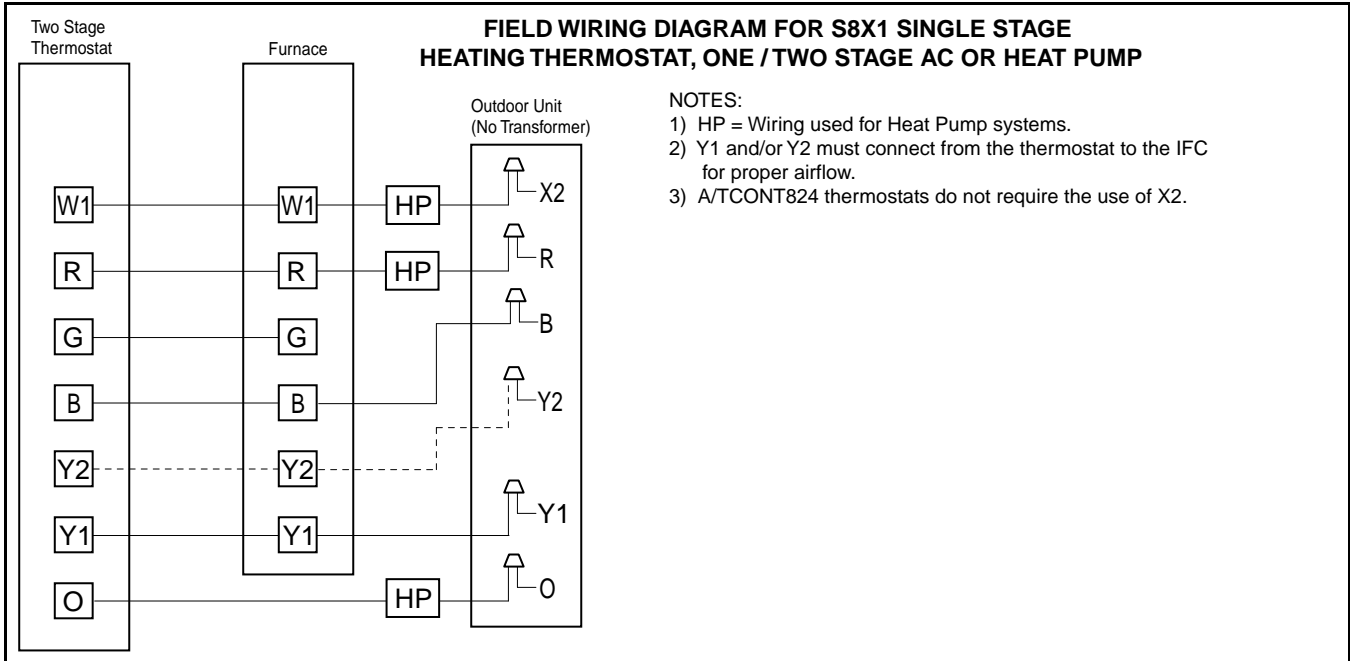 Two Stage
Thermostat
Furnace
FIELD WIRING DIAGRAM FOR S8X1 SINGLE STAGE
HEATING THERMOSTAT, ONE / TWO STAGE AC OR HEAT PUMP
Outdoor Unit
(No Transformer)
NOTES:
1) HP = Wiring used for Heat Pump systems.
2) Y1 and/or Y2 must connect from the thermostat to the IFC
for proper airflow.
3) A/TCONT824 thermostats do not require the use of X2.
W1 W1 HP X2
R R HP R
G G
B B B
Y2 Y2 Y2
Y1 Y1 Y1
O HP O